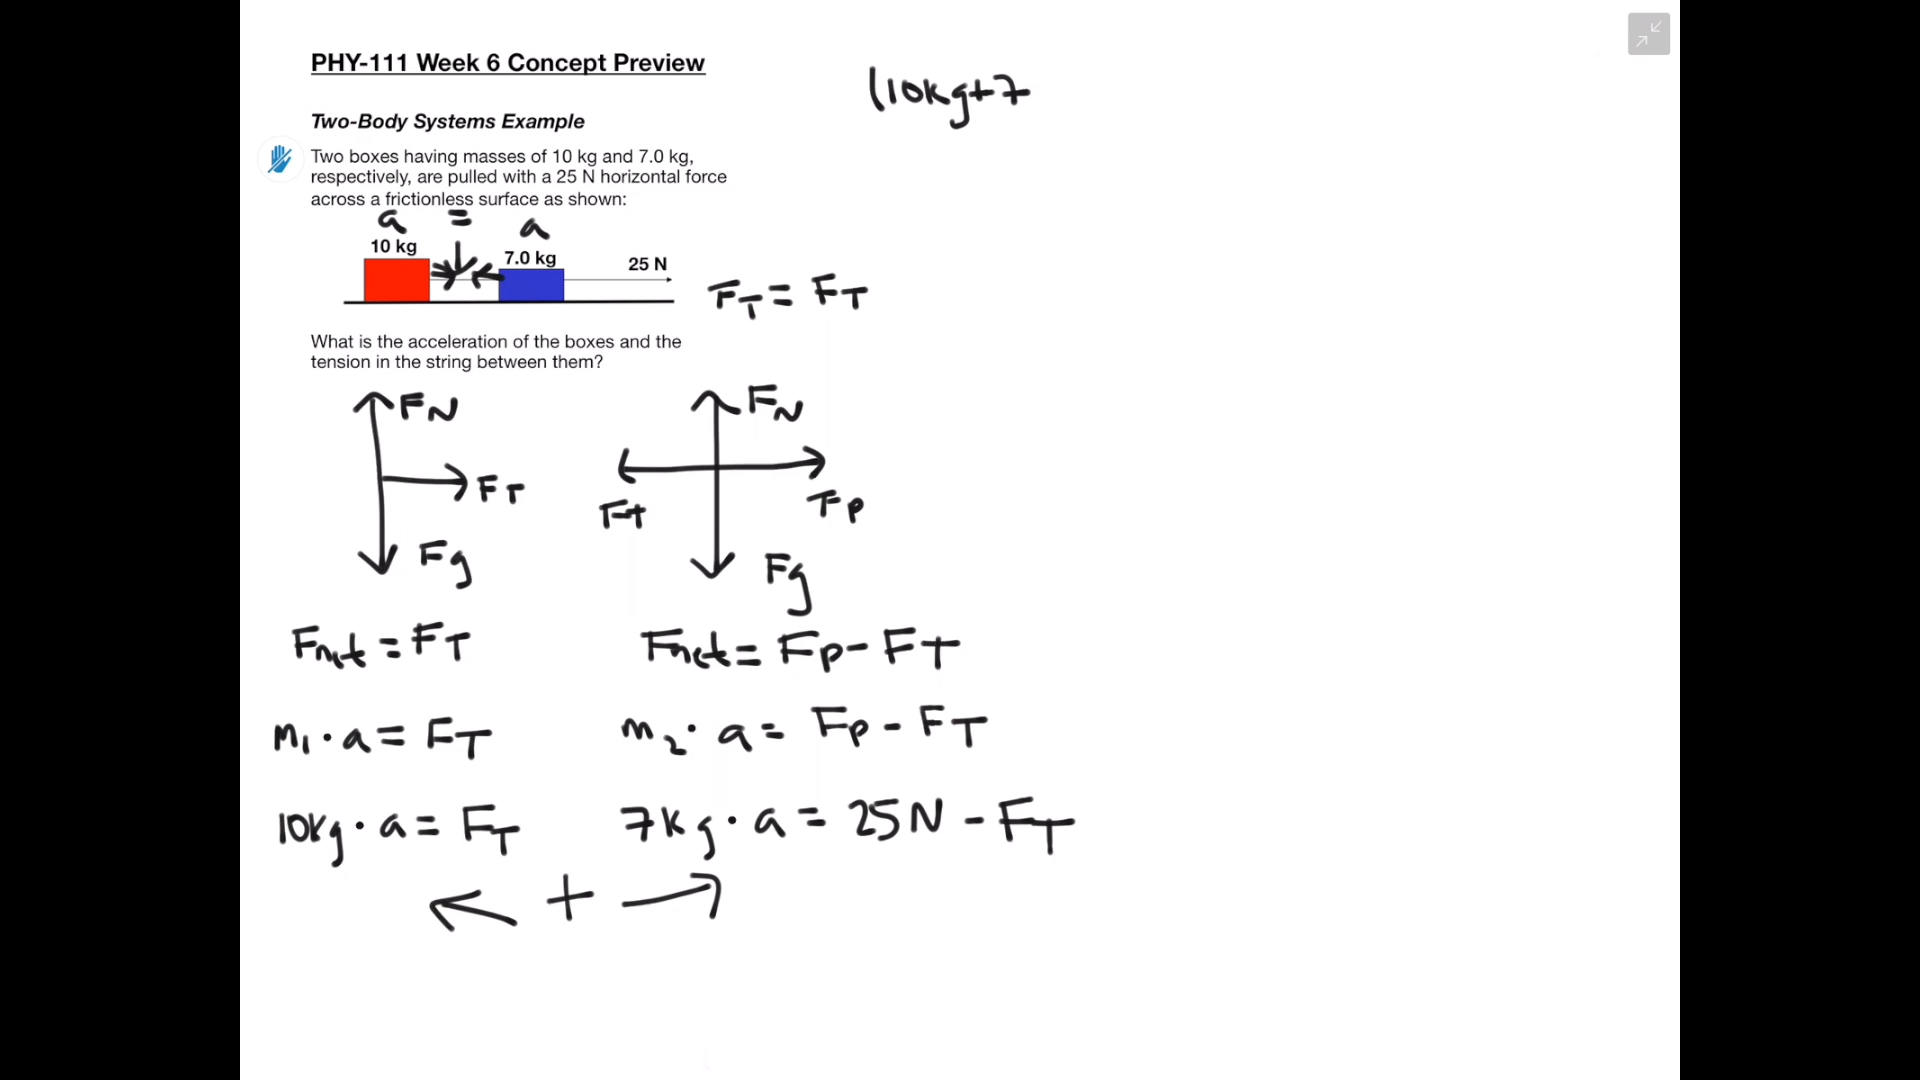 PHY-111 Week 6 Concept Preview
(10kg+7
Two-Body Systems Example
Two boxes having masses of 10 kg and 7.0 kg,
respectively, are pulled with a 25 N horizontal force
across a frictionless surface as shown:
a = a
10 kg
7.0 kg
25 N
FT = FT
What is the acceleration of the boxes and the
tension in the string between them?
FN
FT
Fg
FN
FT
Fp
Fg
Fnet = FT
Fnet = Fp - FT
m1 · a = FT
m2 · a = Fp - FT
10kg · a = FT
7kg · a = 25N - FT
+